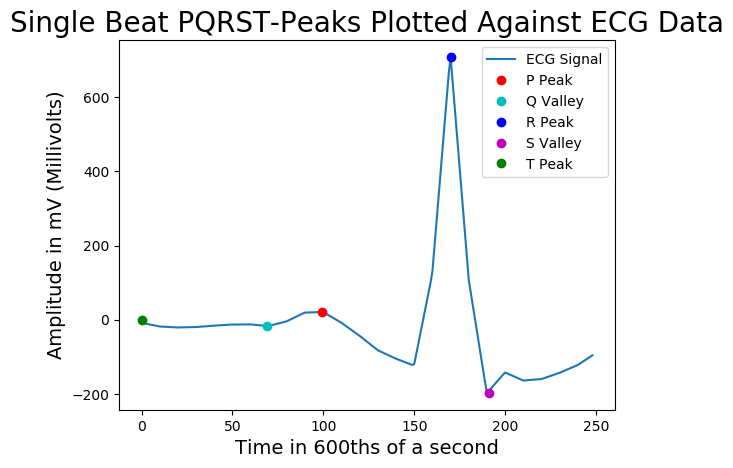 Single Beat PQRST-Peaks Plotted Against ECG Data
Amplitude in mV (Millivolts)
600
400
200
0
−200
ECG Signal
P Peak
Q Valley
R Peak
S Valley
T Peak
0 50 100 150 200 250
Time in 600ths of a second